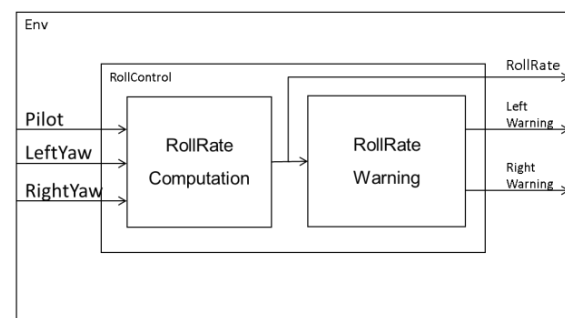 Env
RollControl
RollRate
Pilot
LeftYaw
RightYaw
RollRate
Computation
RollRate
Warning
Left
Warning
Right
Warning